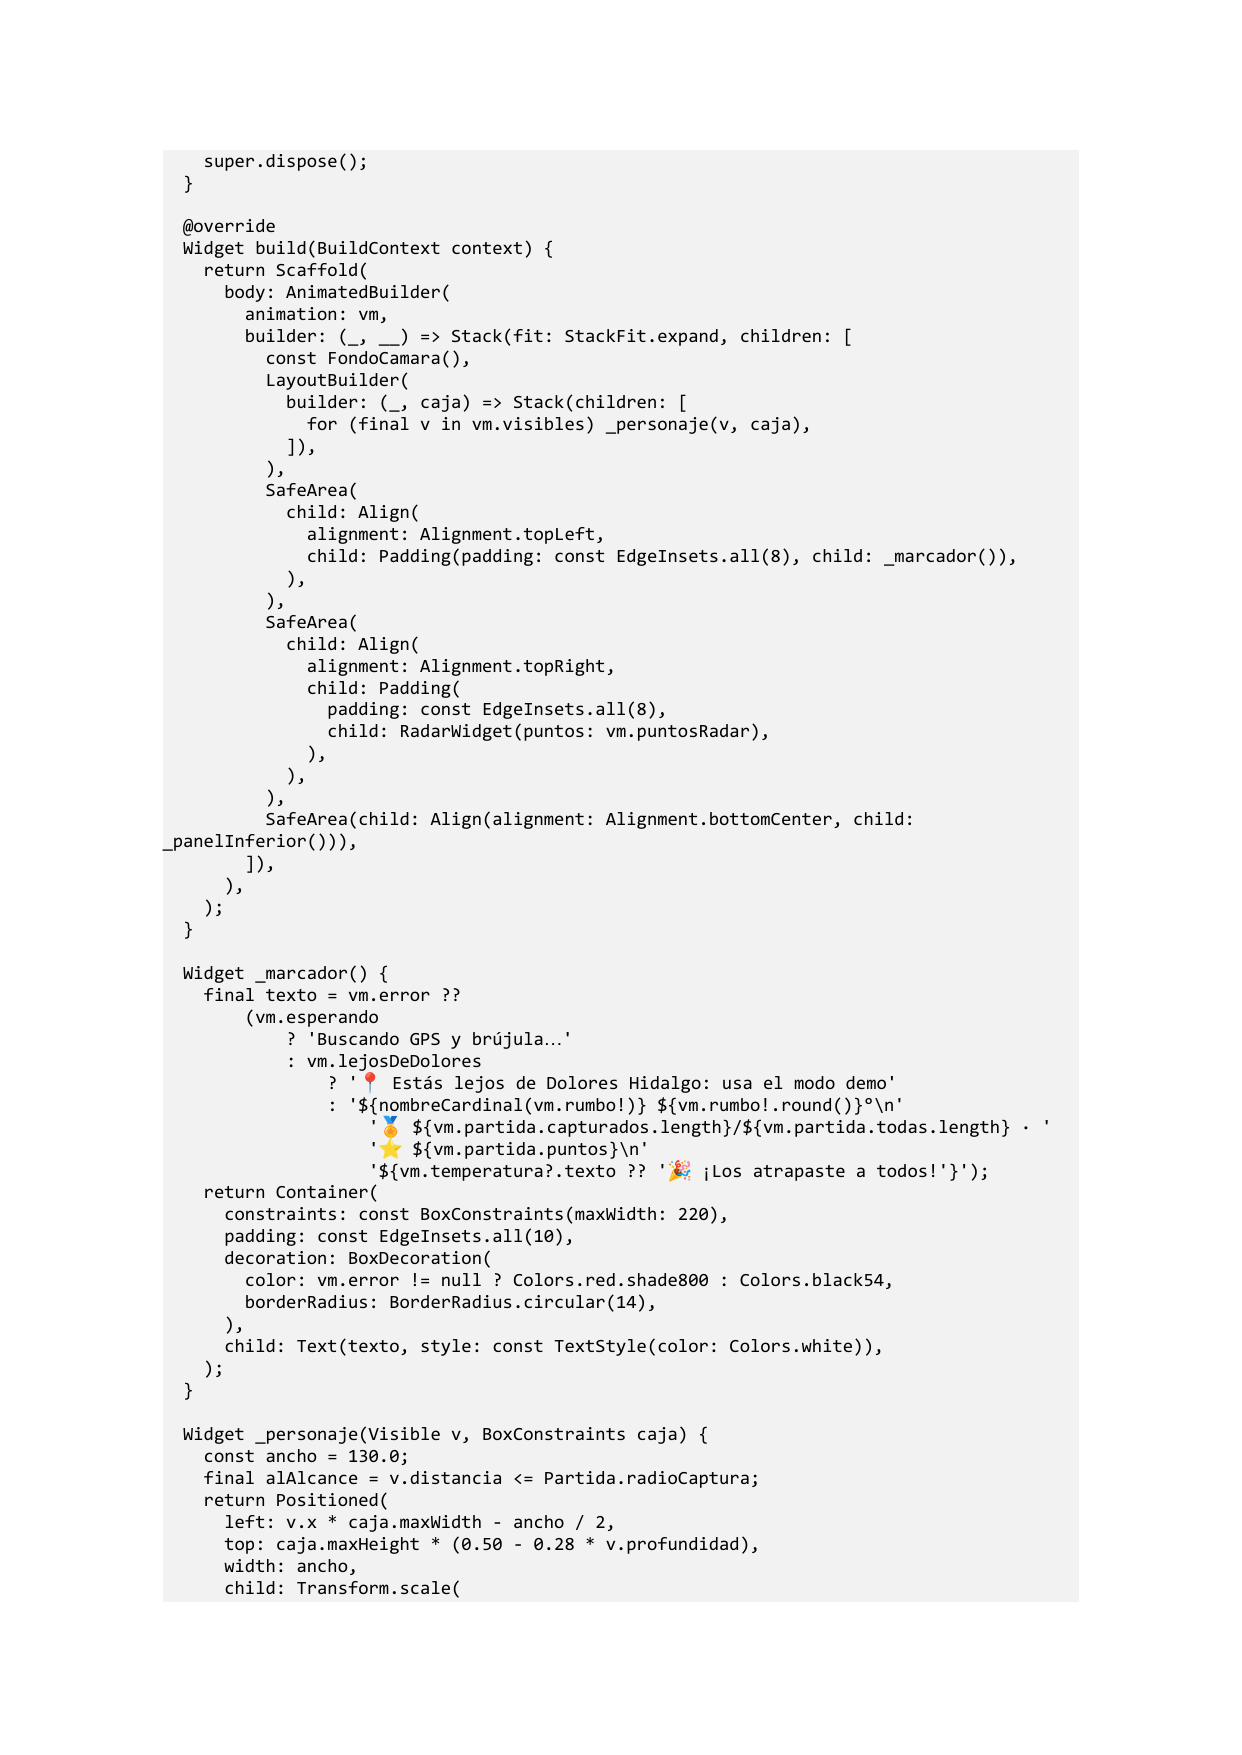 super.dispose();
  }

  @override
  Widget build(BuildContext context) {
    return Scaffold(
      body: AnimatedBuilder(
        animation: vm,
        builder: (_, __) => Stack(fit: StackFit.expand, children: [
          const FondoCamara(),
          LayoutBuilder(
            builder: (_, caja) => Stack(children: [
              for (final v in vm.visibles) _personaje(v, caja),
            ]),
          ),
          SafeArea(
            child: Align(
              alignment: Alignment.topLeft,
              child: Padding(padding: const EdgeInsets.all(8), child: _marcador()),
            ),
          ),
          SafeArea(
            child: Align(
              alignment: Alignment.topRight,
              child: Padding(
                padding: const EdgeInsets.all(8),
                child: RadarWidget(puntos: vm.puntosRadar),
              ),
            ),
          ),
          SafeArea(child: Align(alignment: Alignment.bottomCenter, child:
_panelInferior())),
        ]),
      ),
    );
  }

  Widget _marcador() {
    final texto = vm.error ??
        (vm.esperando
            ? 'Buscando GPS y brújula…'
            : vm.lejosDeDolores
                ? '📍 Estás lejos de Dolores Hidalgo: usa el modo demo'
                : '${nombreCardinal(vm.rumbo!)} ${vm.rumbo!.round()}°\n'
                    '🏅 ${vm.partida.capturados.length}/${vm.partida.todas.length} · '
                    '⭐ ${vm.partida.puntos}\n'
                    '${vm.temperatura?.texto ?? '🎉 ¡Los atrapaste a todos!'}');
    return Container(
      constraints: const BoxConstraints(maxWidth: 220),
      padding: const EdgeInsets.all(10),
      decoration: BoxDecoration(
        color: vm.error != null ? Colors.red.shade800 : Colors.black54,
        borderRadius: BorderRadius.circular(14),
      ),
      child: Text(texto, style: const TextStyle(color: Colors.white)),
    );
  }

  Widget _personaje(Visible v, BoxConstraints caja) {
    const ancho = 130.0;
    final alAlcance = v.distancia <= Partida.radioCaptura;
    return Positioned(
      left: v.x * caja.maxWidth - ancho / 2,
      top: caja.maxHeight * (0.50 - 0.28 * v.profundidad),
      width: ancho,
      child: Transform.scale(